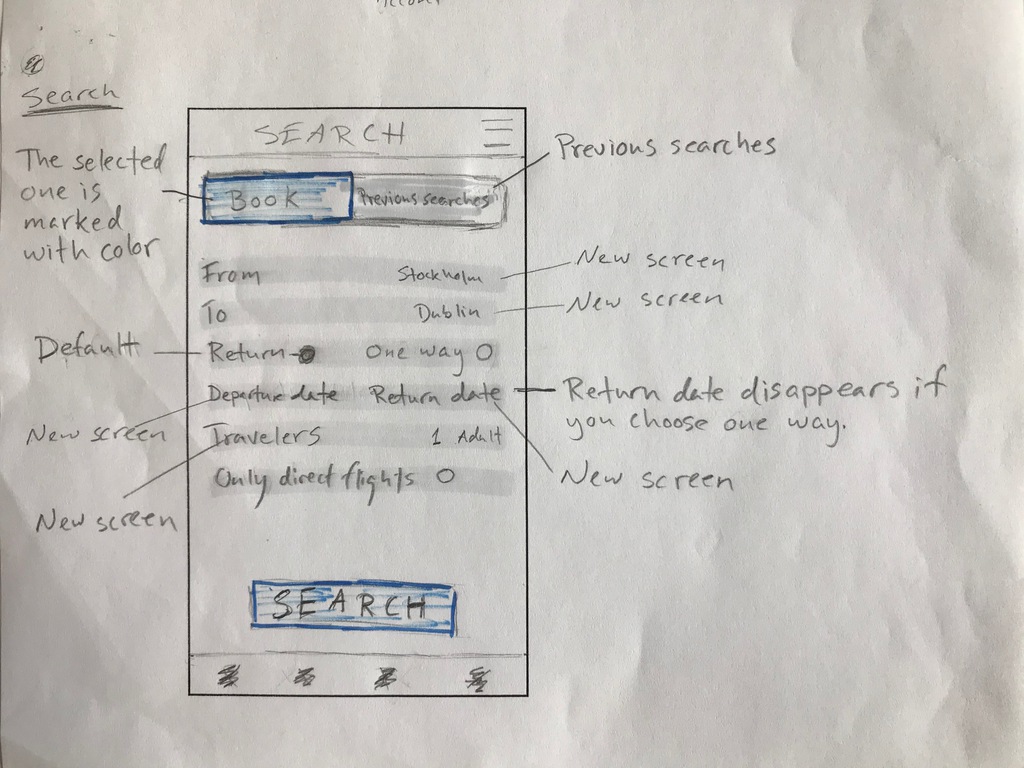 Search
The selected
one is
marked
with color
SEARCH
Previous searches
Book
Previous searches
From
Stockholm
New screen
To
Dublin
New screen
Default
Return
One way
Departure date
Return date
Return date disappears if
you choose one way.
New screen
Travelers
1 Adult
Only direct flights
New screen
New screen
SEARCH